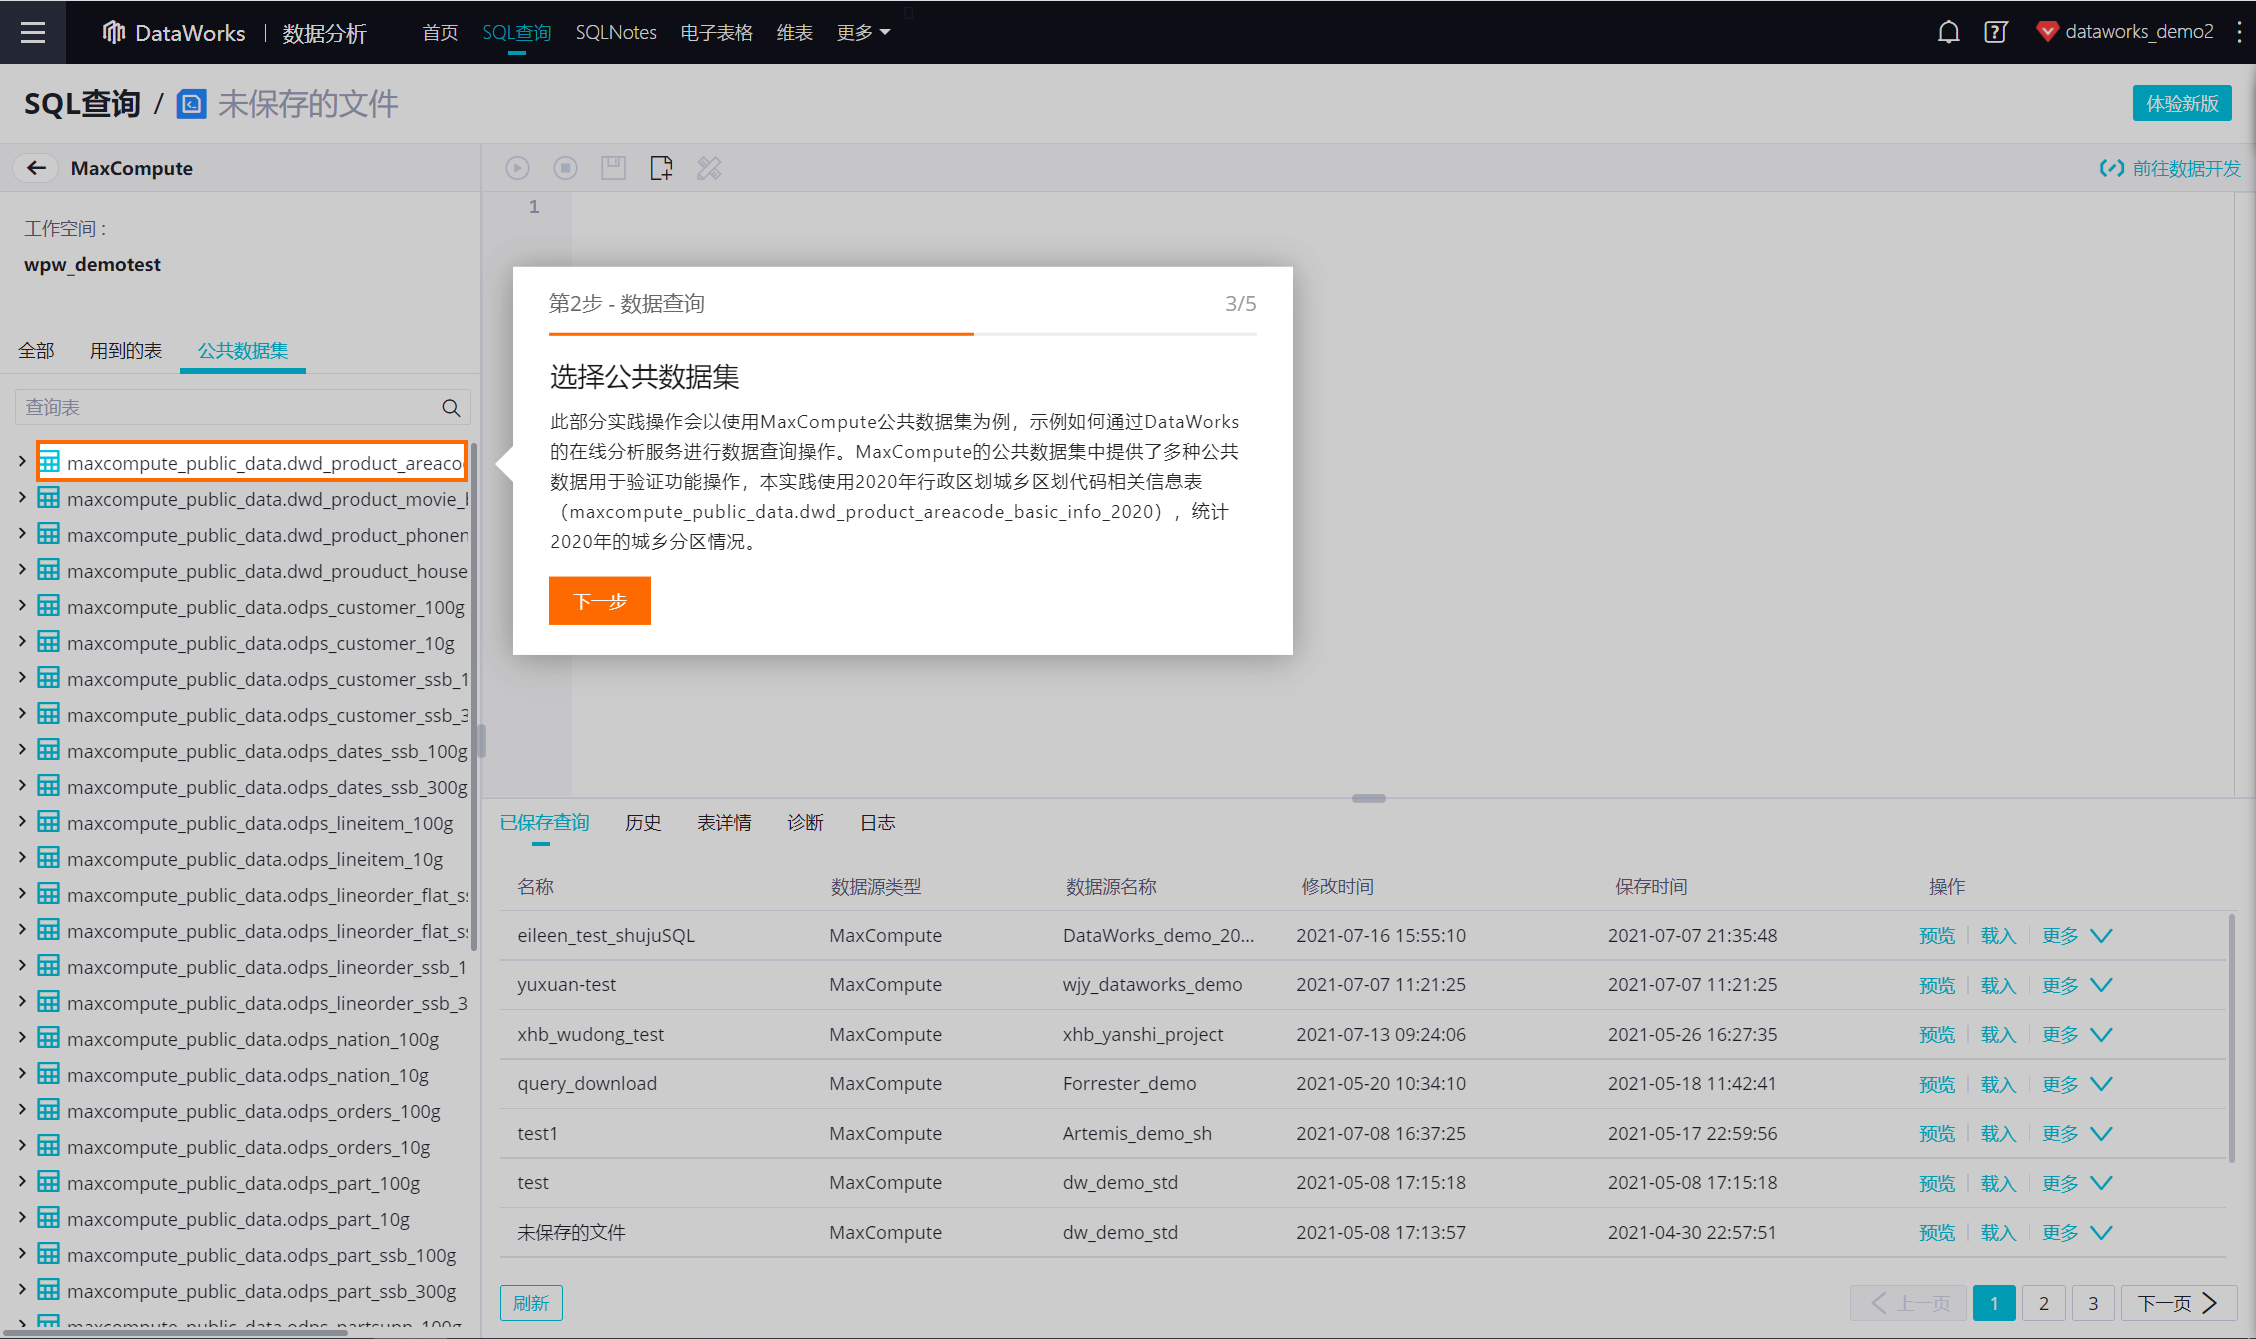 DataWorks | 数据分析 首页 SQL查询 SQLNotes 电子表格 维表 更多 dataworks_demo2
SQL查询 / 未保存的文件 体验新版
MaxCompute
前往数据开发
工作空间 :
wpw_demotest
1
全部 用到的表 公共数据集
查询表
maxcompute_public_data.dwd_product_areaco
maxcompute_public_data.dwd_product_movie_
maxcompute_public_data.dwd_product_phonen
maxcompute_public_data.dwd_prouduct_house
maxcompute_public_data.odps_customer_100g
maxcompute_public_data.odps_customer_10g
maxcompute_public_data.odps_customer_ssb_1
maxcompute_public_data.odps_customer_ssb_3
maxcompute_public_data.odps_dates_ssb_100g
maxcompute_public_data.odps_dates_ssb_300g
maxcompute_public_data.odps_lineitem_100g
maxcompute_public_data.odps_lineitem_10g
maxcompute_public_data.odps_lineorder_flat_s
maxcompute_public_data.odps_lineorder_flat_s
maxcompute_public_data.odps_lineorder_ssb_1
maxcompute_public_data.odps_lineorder_ssb_3
maxcompute_public_data.odps_nation_100g
maxcompute_public_data.odps_nation_10g
maxcompute_public_data.odps_orders_100g
maxcompute_public_data.odps_orders_10g
maxcompute_public_data.odps_part_100g
maxcompute_public_data.odps_part_10g
maxcompute_public_data.odps_part_ssb_100g
maxcompute_public_data.odps_part_ssb_300g
maxcompute_public_data.odps_partsupp_100g
第2步 - 数据查询 3/5
选择公共数据集
此部分实践操作会以使用MaxCompute公共数据集为例，示例如何通过DataWorks
的在线分析服务进行数据查询操作。MaxCompute的公共数据集中提供了多种公共
数据用于验证功能操作，本实践使用2020年行政区划城乡区划代码相关信息表
（maxcompute_public_data.dwd_product_areacode_basic_info_2020），统计
2020年的城乡分区情况。
下一步
已保存查询 历史 表详情 诊断 日志
名称 数据源类型 数据源名称 修改时间 保存时间 操作
eileen_test_shujuSQL MaxCompute DataWorks_demo_20... 2021-07-16 15:55:10 2021-07-07 21:35:48 预览 载入 更多
yuxuan-test MaxCompute wjy_dataworks_demo 2021-07-07 11:21:25 2021-07-07 11:21:25 预览 载入 更多
xhb_wudong_test MaxCompute xhb_yanshi_project 2021-07-13 09:24:06 2021-05-26 16:27:35 预览 载入 更多
query_download MaxCompute Forrester_demo 2021-05-20 10:34:10 2021-05-18 11:42:41 预览 载入 更多
test1 MaxCompute Artemis_demo_sh 2021-07-08 16:37:25 2021-05-17 22:59:56 预览 载入 更多
test MaxCompute dw_demo_std 2021-05-08 17:15:18 2021-05-08 17:15:18 预览 载入 更多
未保存的文件 MaxCompute dw_demo_std 2021-05-08 17:13:57 2021-04-30 22:57:51 预览 载入 更多
刷新 上一页 1 2 3 下一页